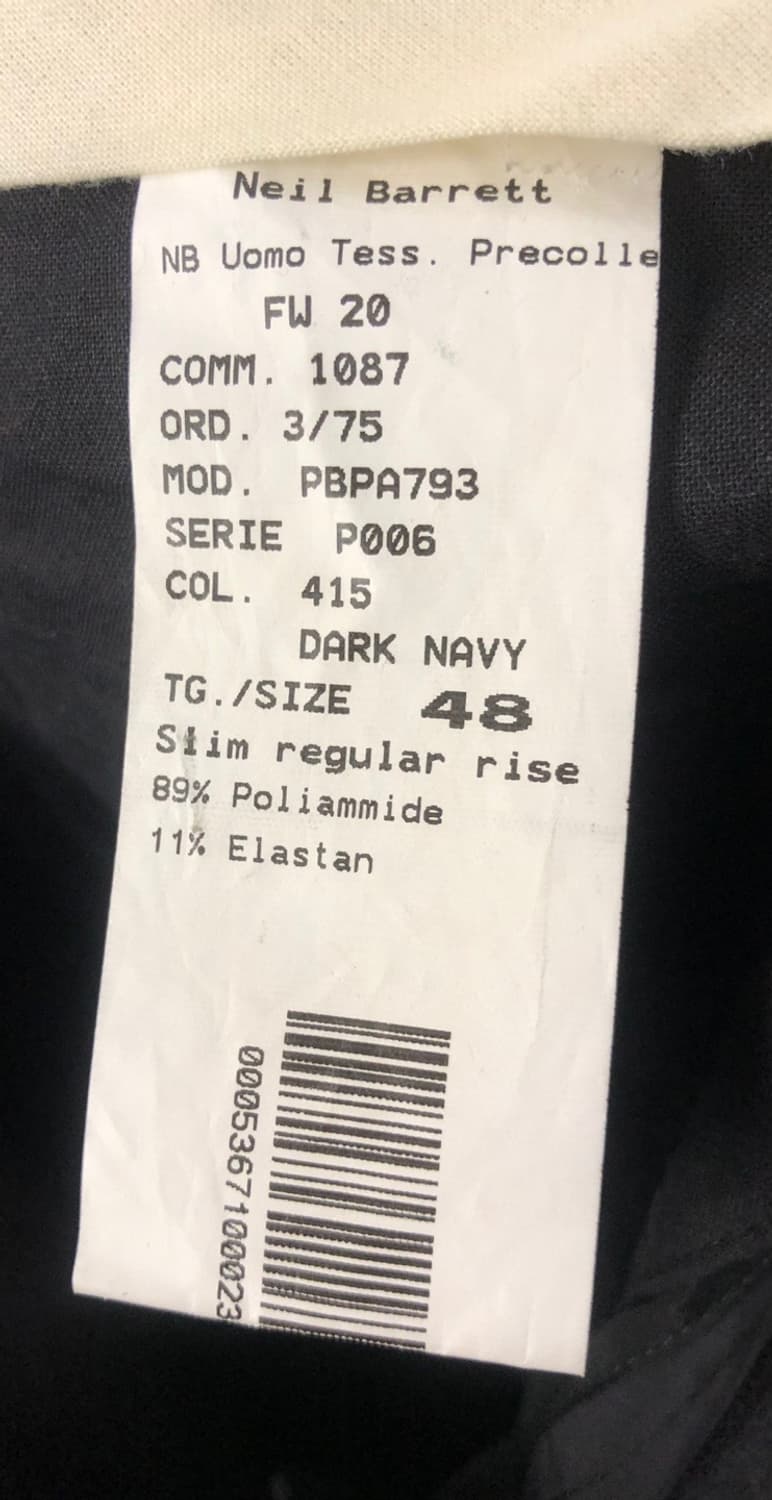 Neil Barrett
NB Uomo Tess. Precolle
FW 20
COMM. 1087
ORD. 3/75
MOD. PBPA793
SERIE P006
COL. 415
DARK NAVY
TG./SIZE 48
Slim regular rise
89% Poliammide
11% Elastan
0005367100023